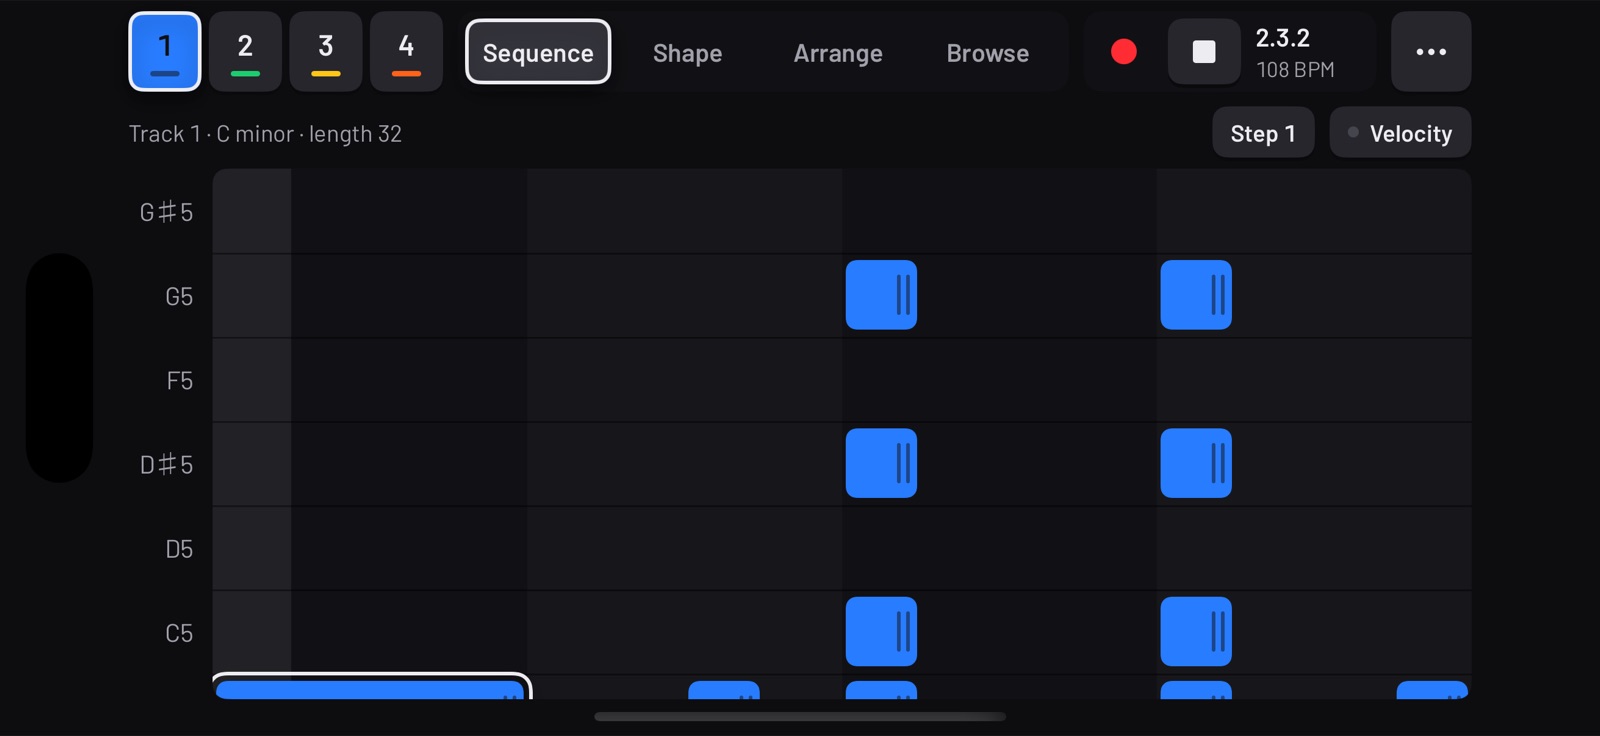 1 2 3 4 Sequence Shape Arrange Browse 2.3.2
108 BPM
Track 1 · C minor · length 32 Step 1 Velocity
G♯5
G5
F5
D♯5
D5
C5